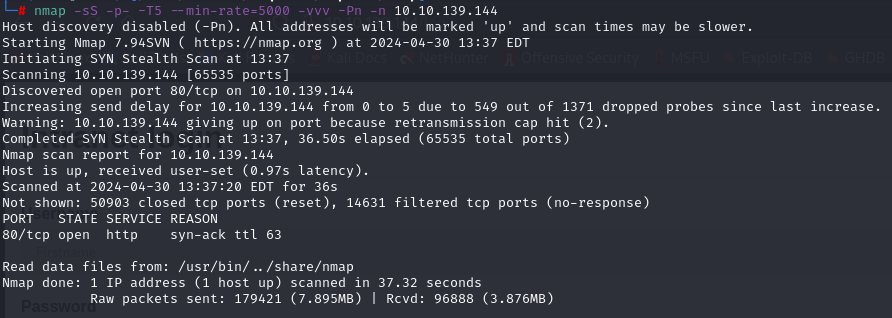 └─# nmap -sS -p- -T5 --min-rate=5000 -vvv -Pn -n 10.10.139.144
Host discovery disabled (-Pn). All addresses will be marked 'up' and scan times may be slower.
Starting Nmap 7.94SVN ( https://nmap.org ) at 2024-04-30 13:37 EDT
Kali Docs NetHunter Offensive Security MSFU Exploit-DB GHDB
Initiating SYN Stealth Scan at 13:37
Scanning 10.10.139.144 [65535 ports]
Discovered open port 80/tcp on 10.10.139.144
Increasing send delay for 10.10.139.144 from 0 to 5 due to 549 out of 1371 dropped probes since last increase.
Warning: 10.10.139.144 giving up on port because retransmission cap hit (2).
Completed SYN Stealth Scan at 13:37, 36.50s elapsed (65535 total ports)
Nmap scan report for 10.10.139.144
Host is up, received user-set (0.97s latency).
Scanned at 2024-04-30 13:37:20 EDT for 36s
Not shown: 50903 closed tcp ports (reset), 14631 filtered tcp ports (no-response)
PORT   STATE SERVICE REASON
80/tcp open  http    syn-ack ttl 63
Read data files from: /usr/bin/../share/nmap
Nmap done: 1 IP address (1 host up) scanned in 37.32 seconds
Raw packets sent: 179421 (7.895MB) | Rcvd: 96888 (3.876MB)
Password